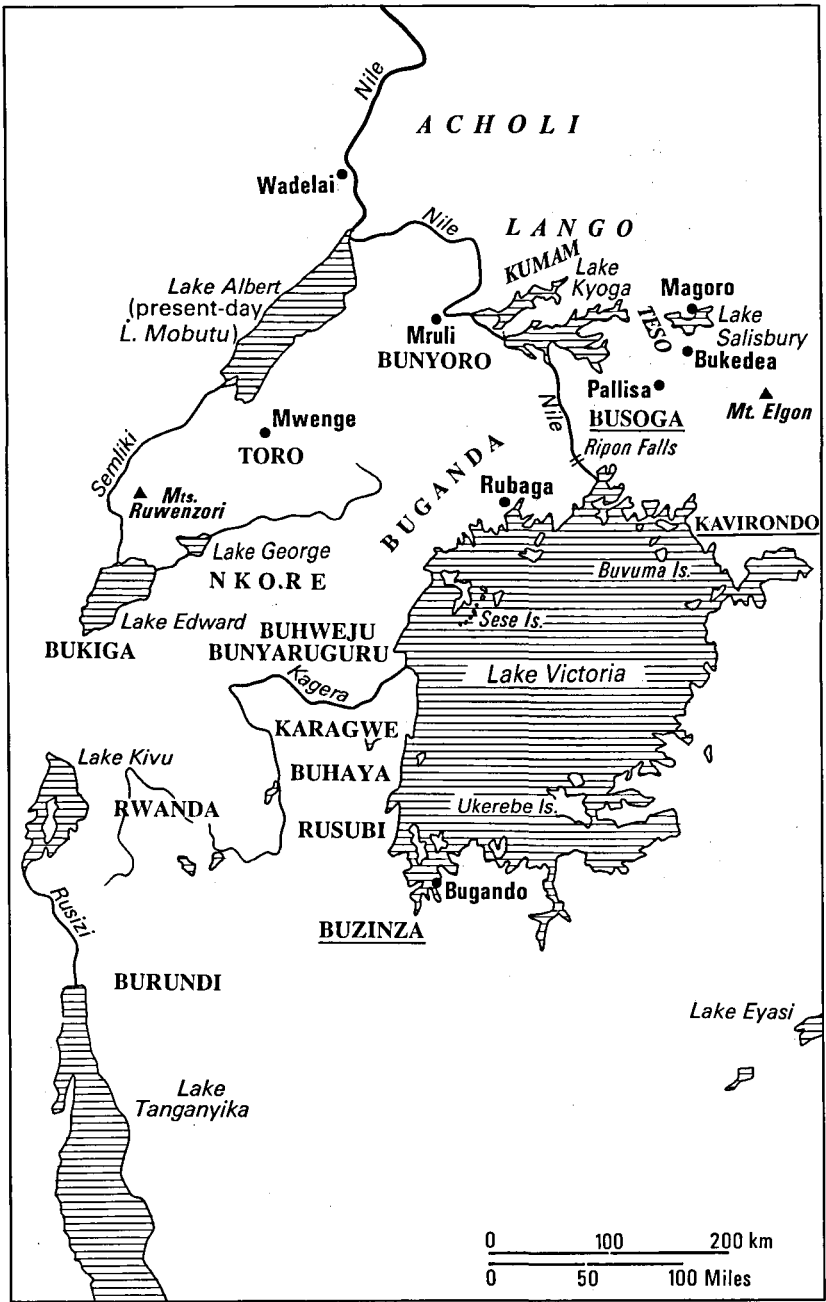 Nile
ACHOLI
Wadelai
Nile
LANGO
KUMAM
Lake
Kyoga
Lake Albert
(present-day
L. Mobutu)
Magoro
TESO
Lake
Salisbury
Mruli
BUNYORO
Bukedea
Pallisa
Mt. Elgon
Nile
BUSOGA
Mwenge
TORO
Semliki
Ripon Falls
BUGANDA
Rubaga
Mts.
Ruwenzori
KAVIRONDO
Lake George
Buvuma Is.
NKO.RE
Lake Edward
Sese Is.
BUKIGA
BUHWEJU
BUNYARUGURU
Lake Victoria
Kagera
KARAGWE
Lake Kivu
BUHAYA
RWANDA
Ukerebe Is.
RUSUBI
Bugando
Rusizi
BUZINZA
BURUNDI
Lake Eyasi
Lake
Tanganyika
0 100 200 km
0 50 100 Miles